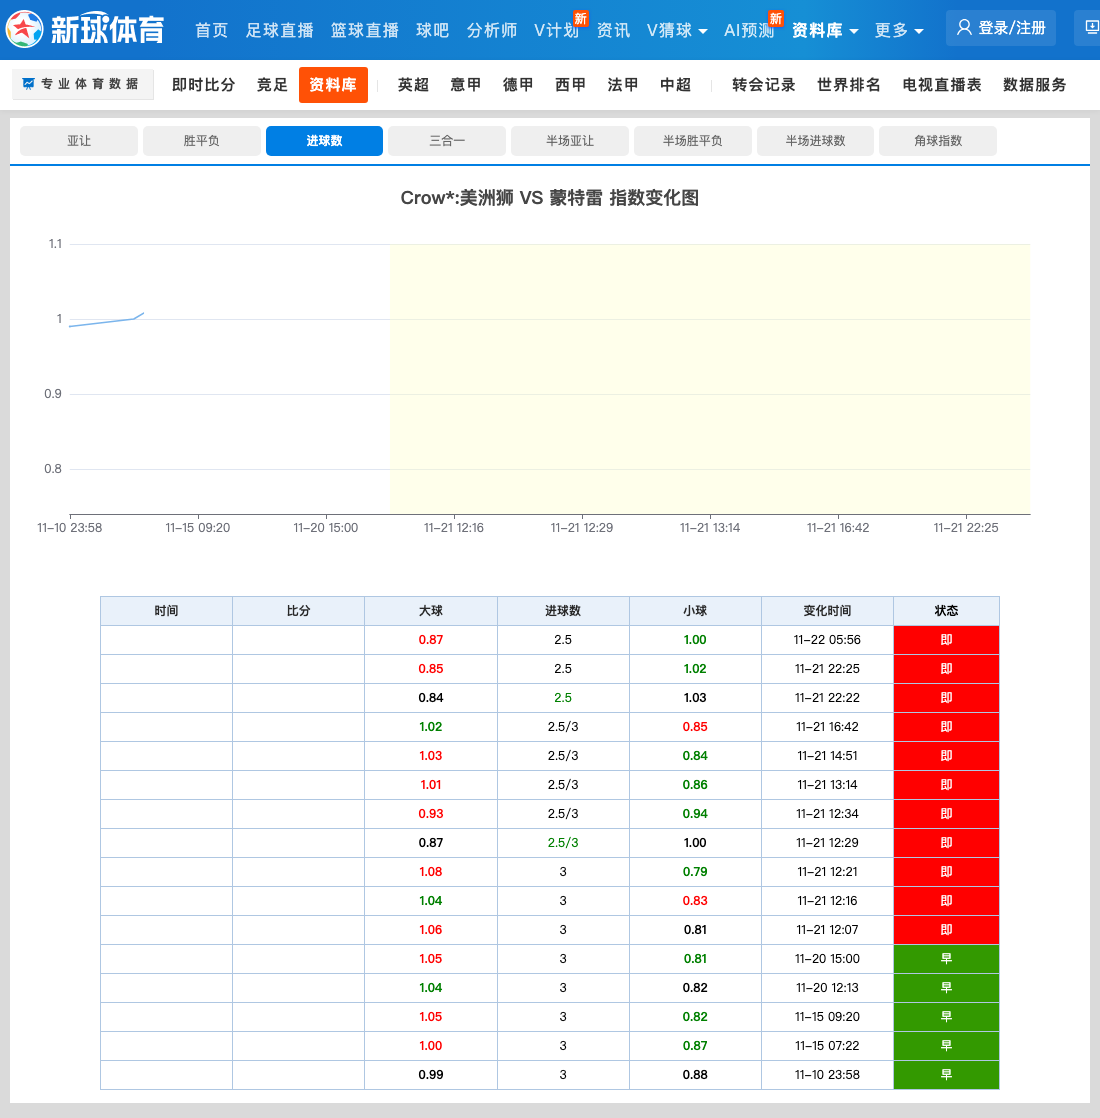 新球体育 首页 足球直播 篮球直播 球吧 分析师 V计划 新 资讯 V猜球 AI预测 新 资料库 更多 登录/注册
专业体育数据 即时比分 竞足 资料库 英超 意甲 德甲 西甲 法甲 中超 转会记录 世界排名 电视直播表 数据服务
亚让 胜平负 进球数 三合一 半场亚让 半场胜平负 半场进球数 角球指数
Crow*:美洲狮 VS 蒙特雷 指数变化图
1.1
1
0.9
0.8
11-10 23:58 11-15 09:20 11-20 15:00 11-21 12:16 11-21 12:29 11-21 13:14 11-21 16:42 11-21 22:25
时间 比分 大球 进球数 小球 变化时间 状态
0.87 2.5 1.00 11-22 05:56 即
0.85 2.5 1.02 11-21 22:25 即
0.84 2.5 1.03 11-21 22:22 即
1.02 2.5/3 0.85 11-21 16:42 即
1.03 2.5/3 0.84 11-21 14:51 即
1.01 2.5/3 0.86 11-21 13:14 即
0.93 2.5/3 0.94 11-21 12:34 即
0.87 2.5/3 1.00 11-21 12:29 即
1.08 3 0.79 11-21 12:21 即
1.04 3 0.83 11-21 12:16 即
1.06 3 0.81 11-21 12:07 即
1.05 3 0.81 11-20 15:00 早
1.04 3 0.82 11-20 12:13 早
1.05 3 0.82 11-15 09:20 早
1.00 3 0.87 11-15 07:22 早
0.99 3 0.88 11-10 23:58 早